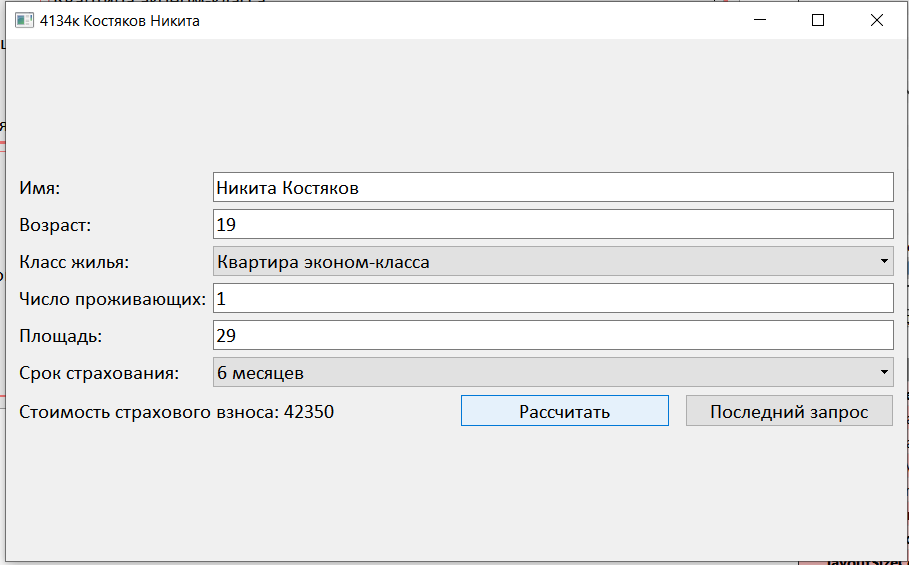 4134к Костяков Никита
Имя: Никита Костяков
Возраст: 19
Класс жилья: Квартира эконом-класса
Число проживающих: 1
Площадь: 29
Срок страхования: 6 месяцев
Стоимость страхового взноса: 42350 Рассчитать Последний запрос